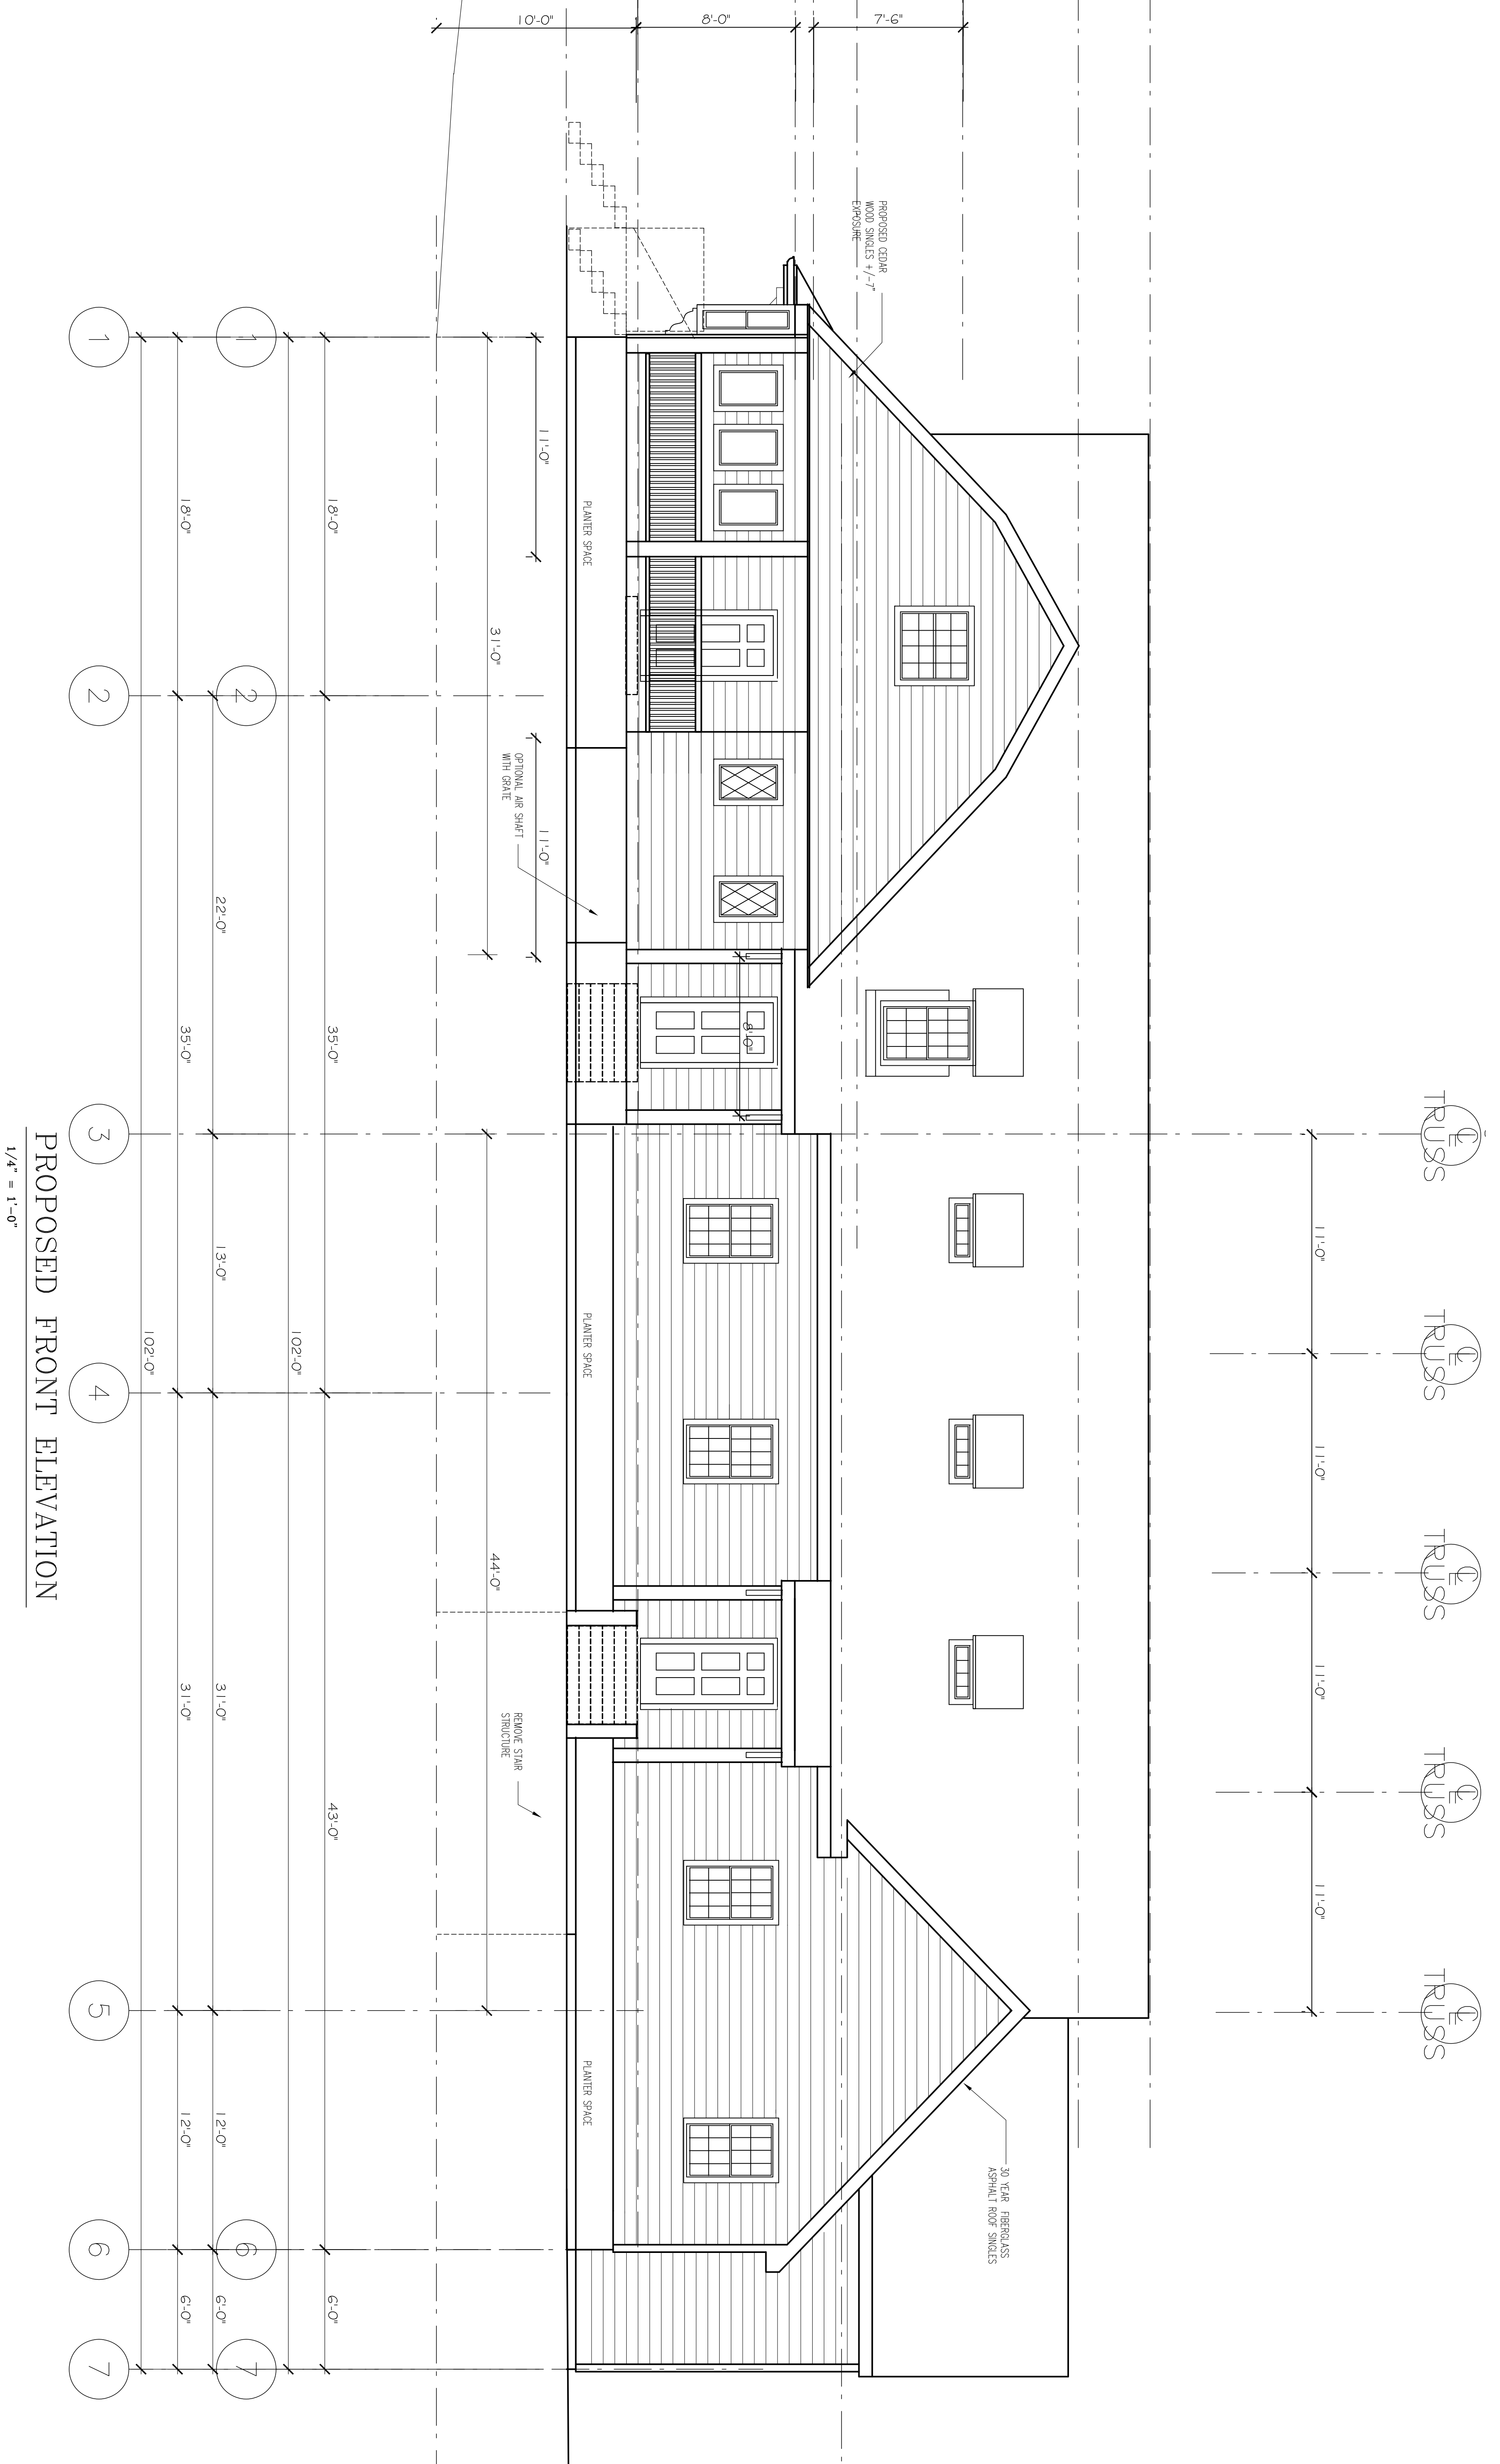 TRUSS
TRUSS
TRUSS
TRUSS
TRUSS
11'-0"
11'-0"
11'-0"
11'-0"
7'-6"
8'-0"
10'-0"
PROPOSED CEDAR
WOOD SINGLES +/-7"
EXPOSURE
30 YEAR FIBERGLASS
ASPHALT ROOF SINGLES
8'-0"
PLANTER SPACE
PLANTER SPACE
PLANTER SPACE
11'-0"
11'-0"
OPTIONAL AIR SHAFT
WITH GRATE
REMOVE STAIR
STRUCTURE
31'-0"
44'-0"
18'-0"
35'-0"
43'-0"
6'-0"
102'-0"
1
2
6
7
22'-0"
13'-0"
31'-0"
12'-0"
6'-0"
18'-0"
35'-0"
31'-0"
12'-0"
6'-0"
102'-0"
1
2
3
4
5
6
7
PROPOSED FRONT ELEVATION
1/4" = 1'-0"